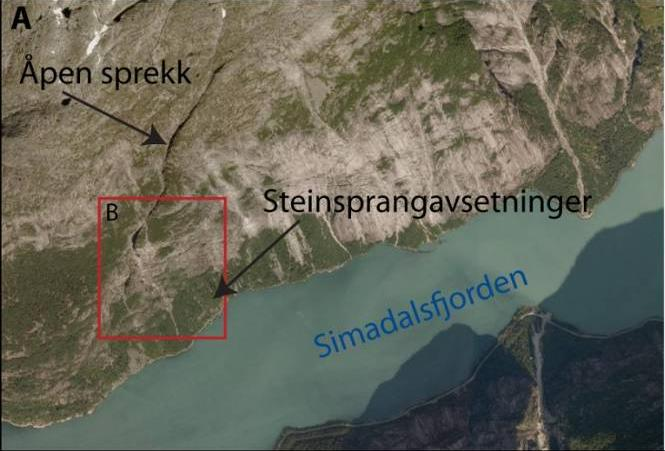 A
Åpen sprekk
B
Steinsprangavsetninger
Simadalsfjorden